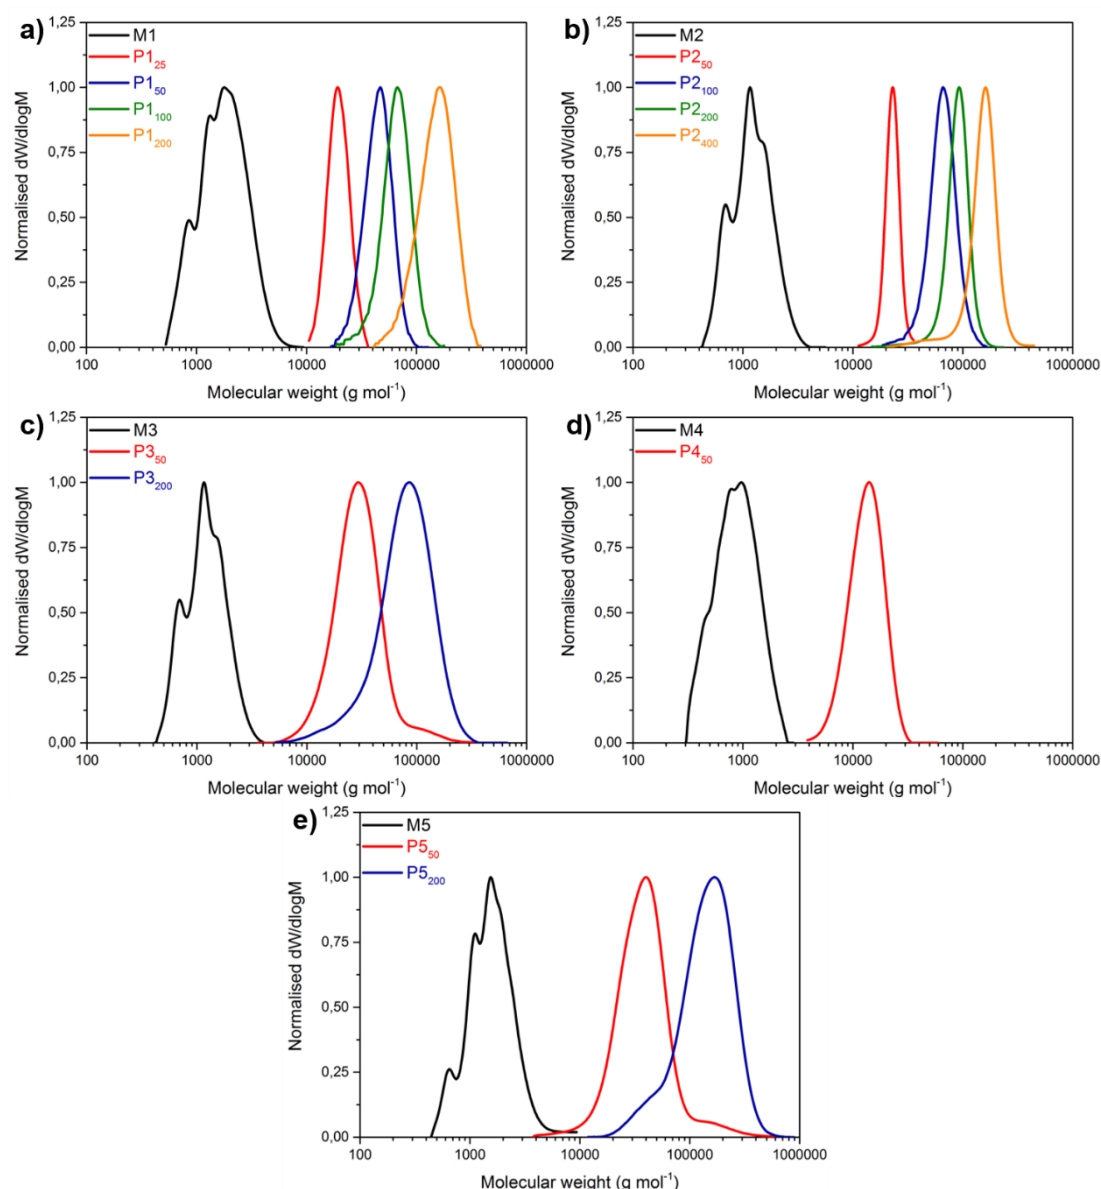 a)
M1
P1₂₅
P1₅₀
P1₁₀₀
P1₂₀₀
Normalised dW/dlogM
1,25
1,00
0,75
0,50
0,25
0,00
100 1000 10000 100000 1000000
Molecular weight (g mol⁻¹)
b)
M2
P2₅₀
P2₁₀₀
P2₂₀₀
P2₄₀₀
Normalised dW/dlogM
1,25
1,00
0,75
0,50
0,25
0,00
100 1000 10000 100000 1000000
Molecular weight (g mol⁻¹)
c)
M3
P3₅₀
P3₂₀₀
Normalised dW/dlogM
1,25
1,00
0,75
0,50
0,25
0,00
100 1000 10000 100000 1000000
Molecular weight (g mol⁻¹)
d)
M4
P4₅₀
Normalised dW/dlogM
1,25
1,00
0,75
0,50
0,25
0,00
100 1000 10000 100000 1000000
Molecular weight (g mol⁻¹)
e)
M5
P5₅₀
P5₂₀₀
Normalised dW/dlogM
1,25
1,00
0,75
0,50
0,25
0,00
100 1000 10000 100000 1000000
Molecular weight (g mol⁻¹)